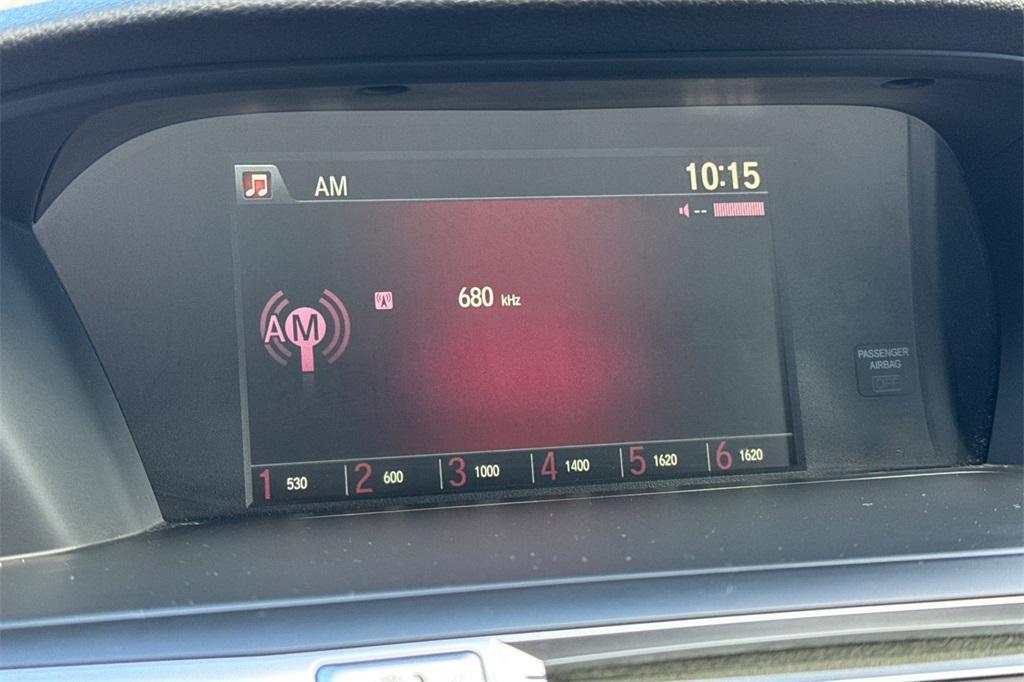 AM 10:15
--
AM
680 kHz
PASSENGER
AIRBAG
OFF
1 530 2 600 3 1000 4 1400 5 1620 6 1620